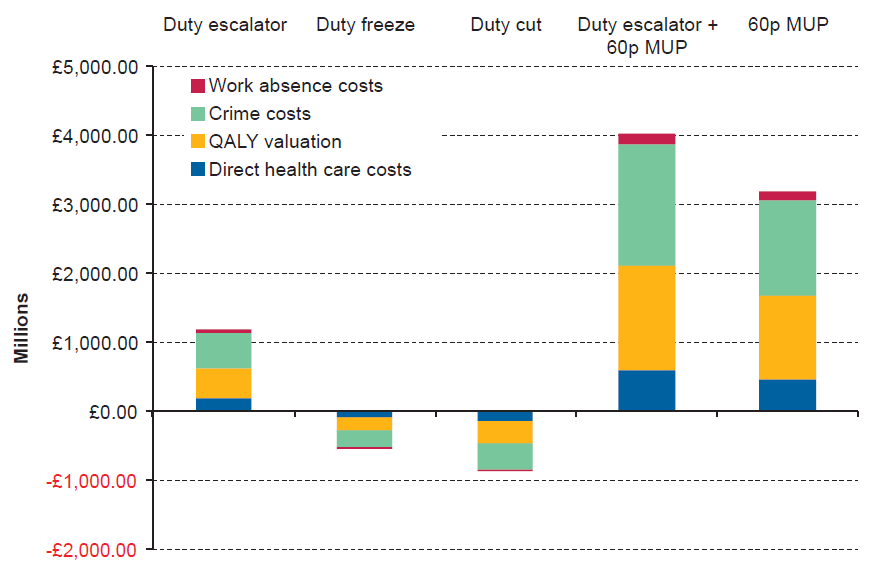 Duty escalator
Duty freeze
Duty cut
Duty escalator +
60p MUP
60p MUP
£5,000.00
£4,000.00
£3,000.00
£2,000.00
£1,000.00
£0.00
-£1,000.00
-£2,000.00
Millions
Work absence costs
Crime costs
QALY valuation
Direct health care costs